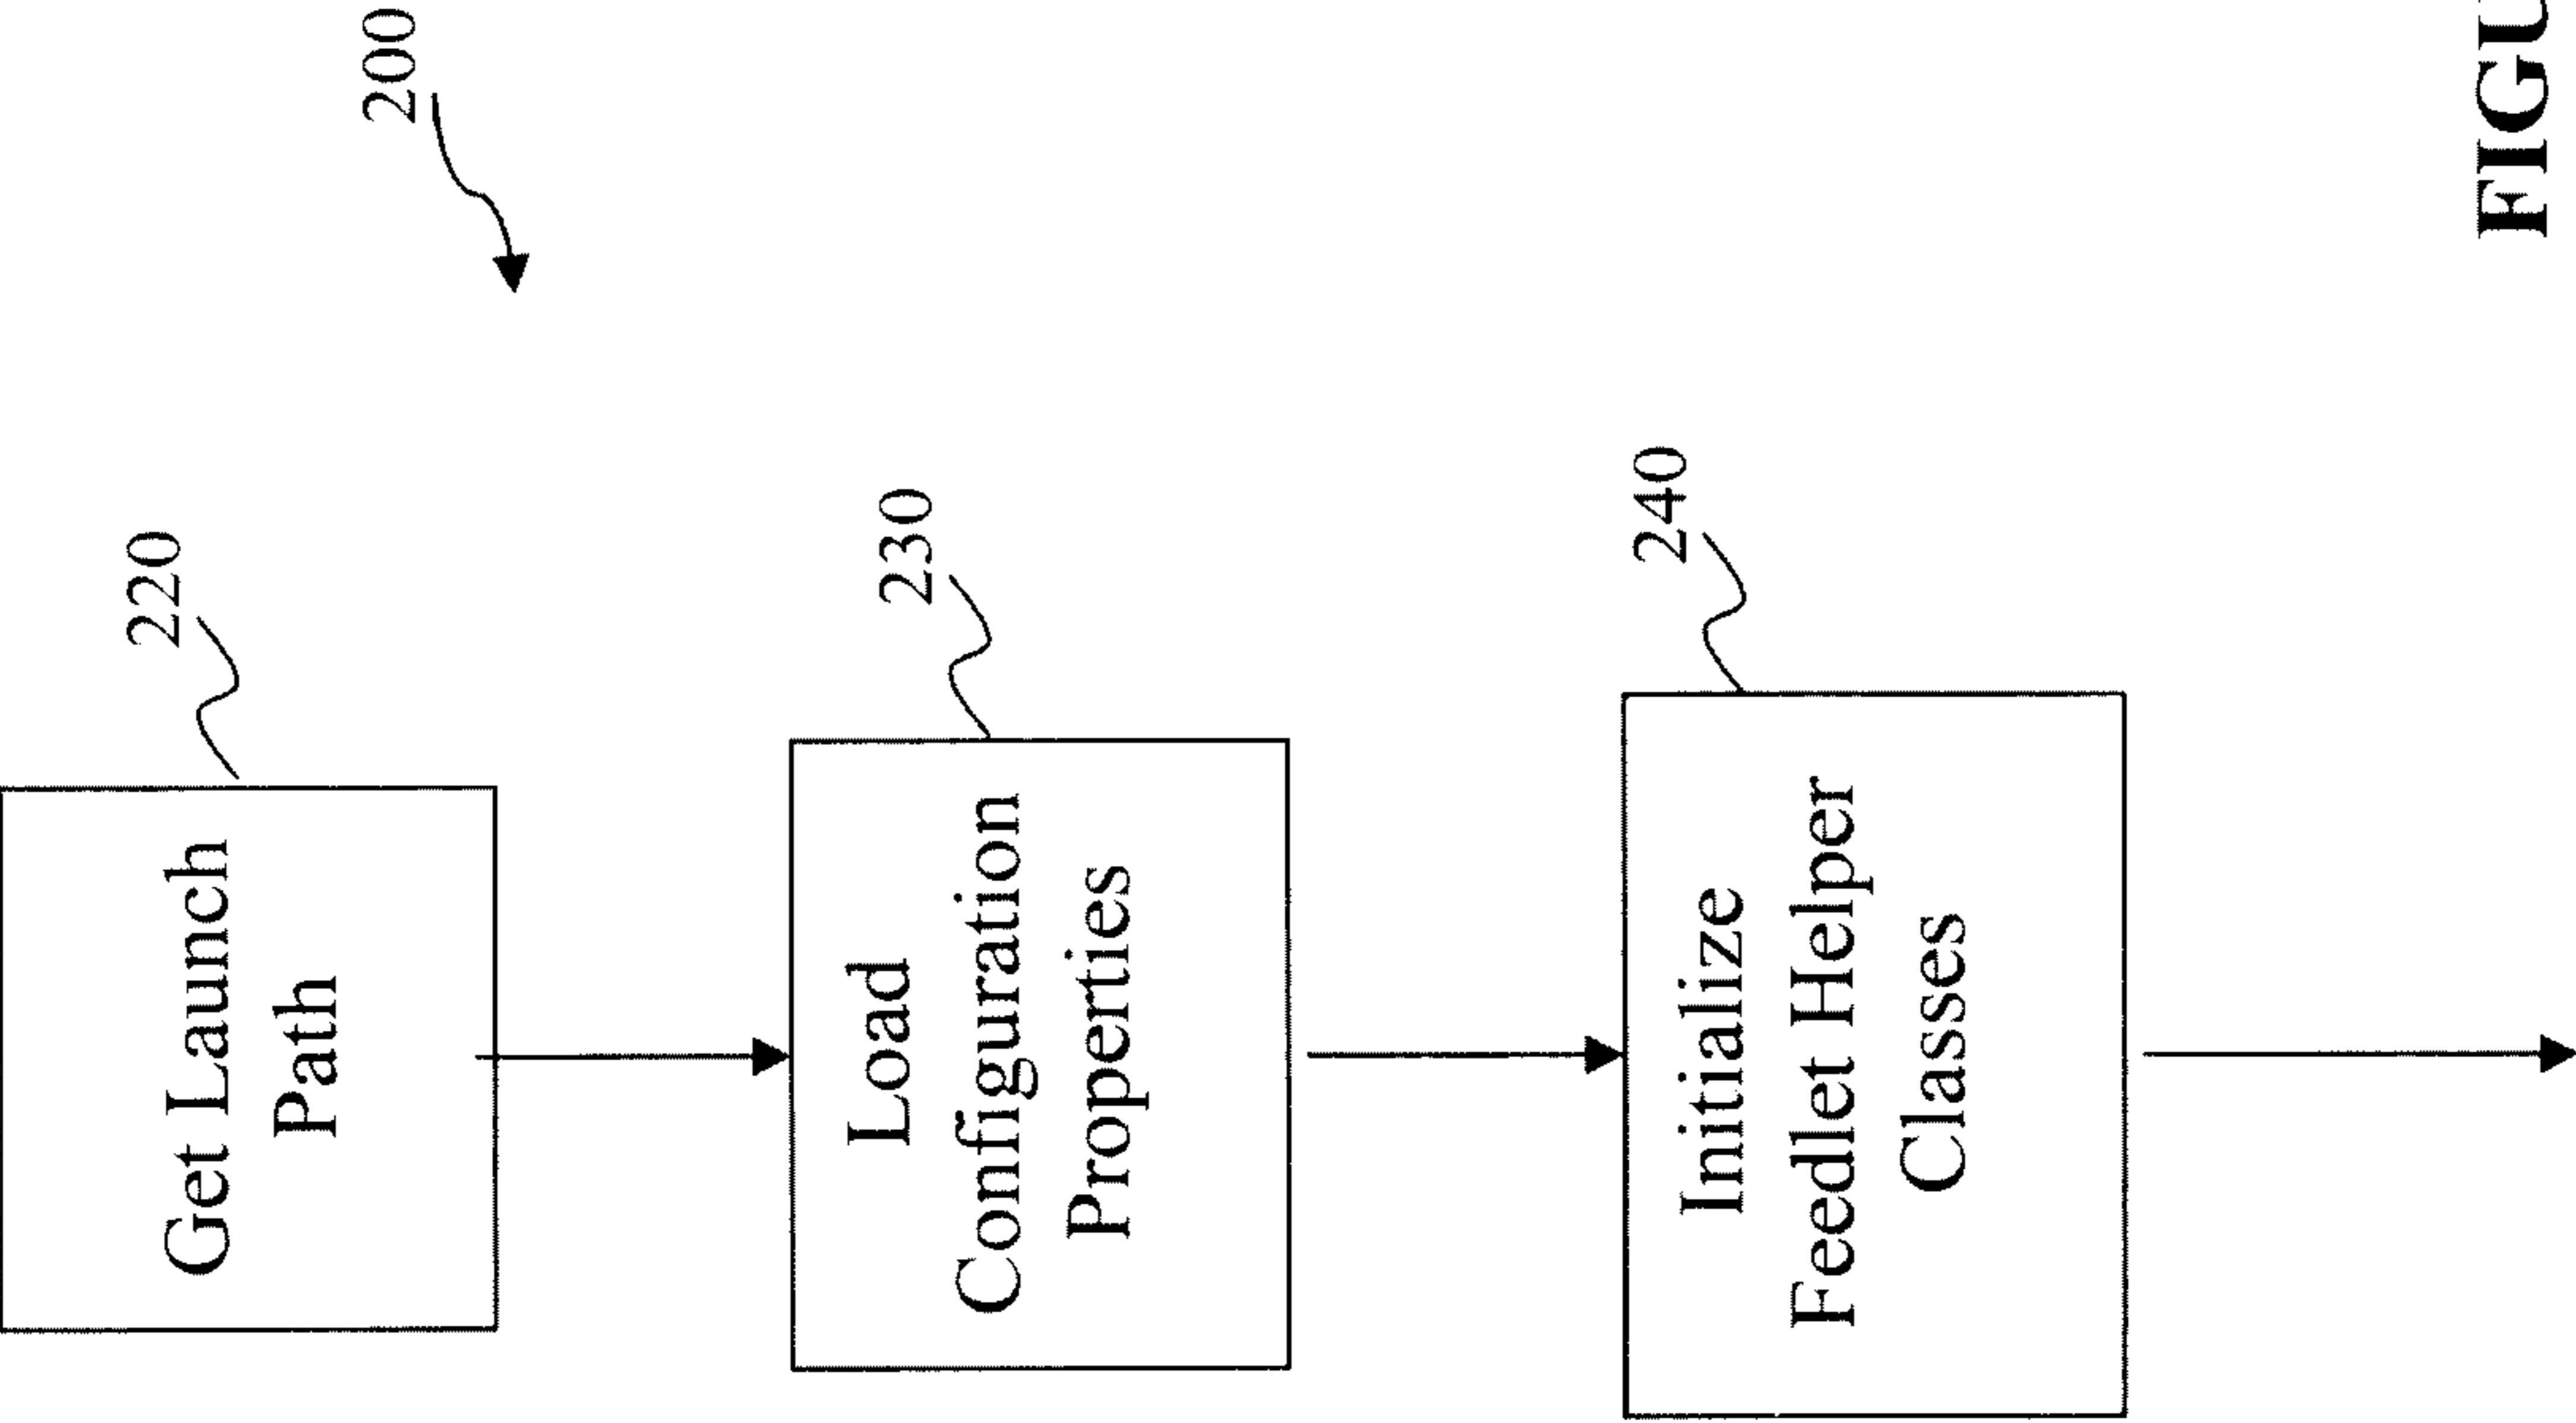 200
220
Get Launch
Path
230
Load
Configuration
Properties
240
Initialize
Feedlet Helper
Classes